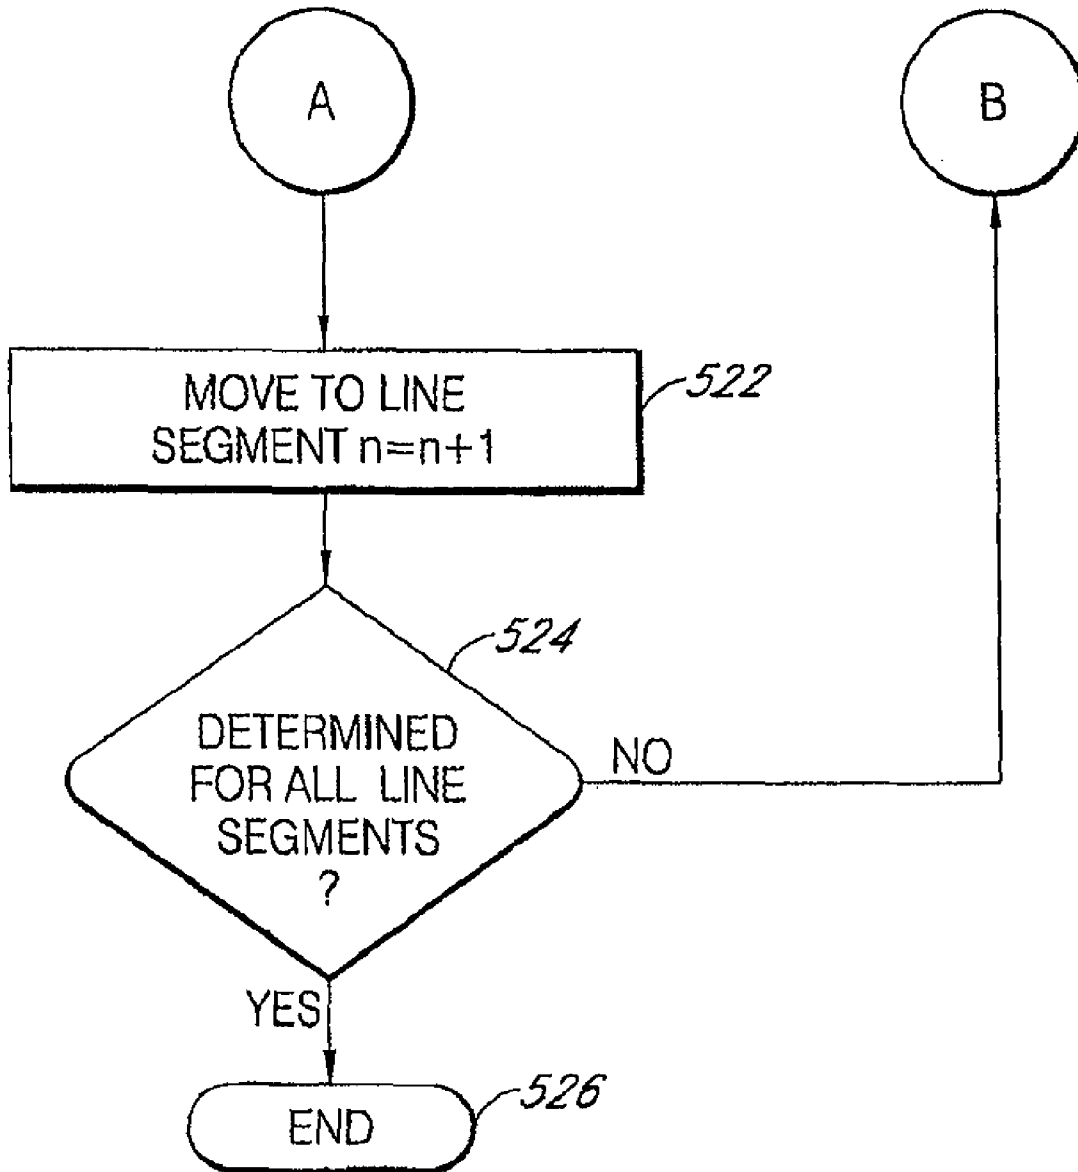 A
B
MOVE TO LINE
SEGMENT n=n+1
522
524
DETERMINED
FOR ALL LINE
SEGMENTS
?
NO
YES
END
526